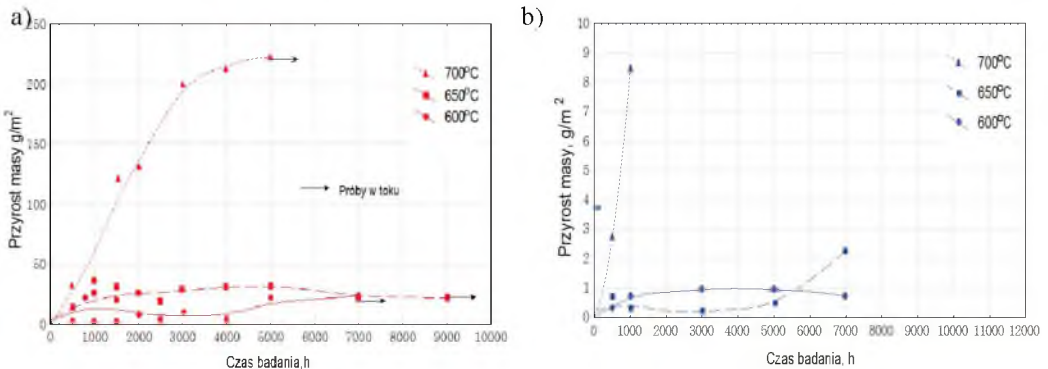 a)
Przyrost masy g/m²
250
200
150
100
50
0
0 1000 2000 3000 4000 5000 6000 7000 8000 9000 10000
Czas badania,h
700°C
650°C
600°C
Próby w toku
b)
Przyrost masy, g/m²
10
9
8
7
6
5
4
3
2
1
0
0 1000 2000 3000 4000 5000 6000 7000 8000 9000 10000 11000 12000
Czas badania, h
700°C
650°C
600°C